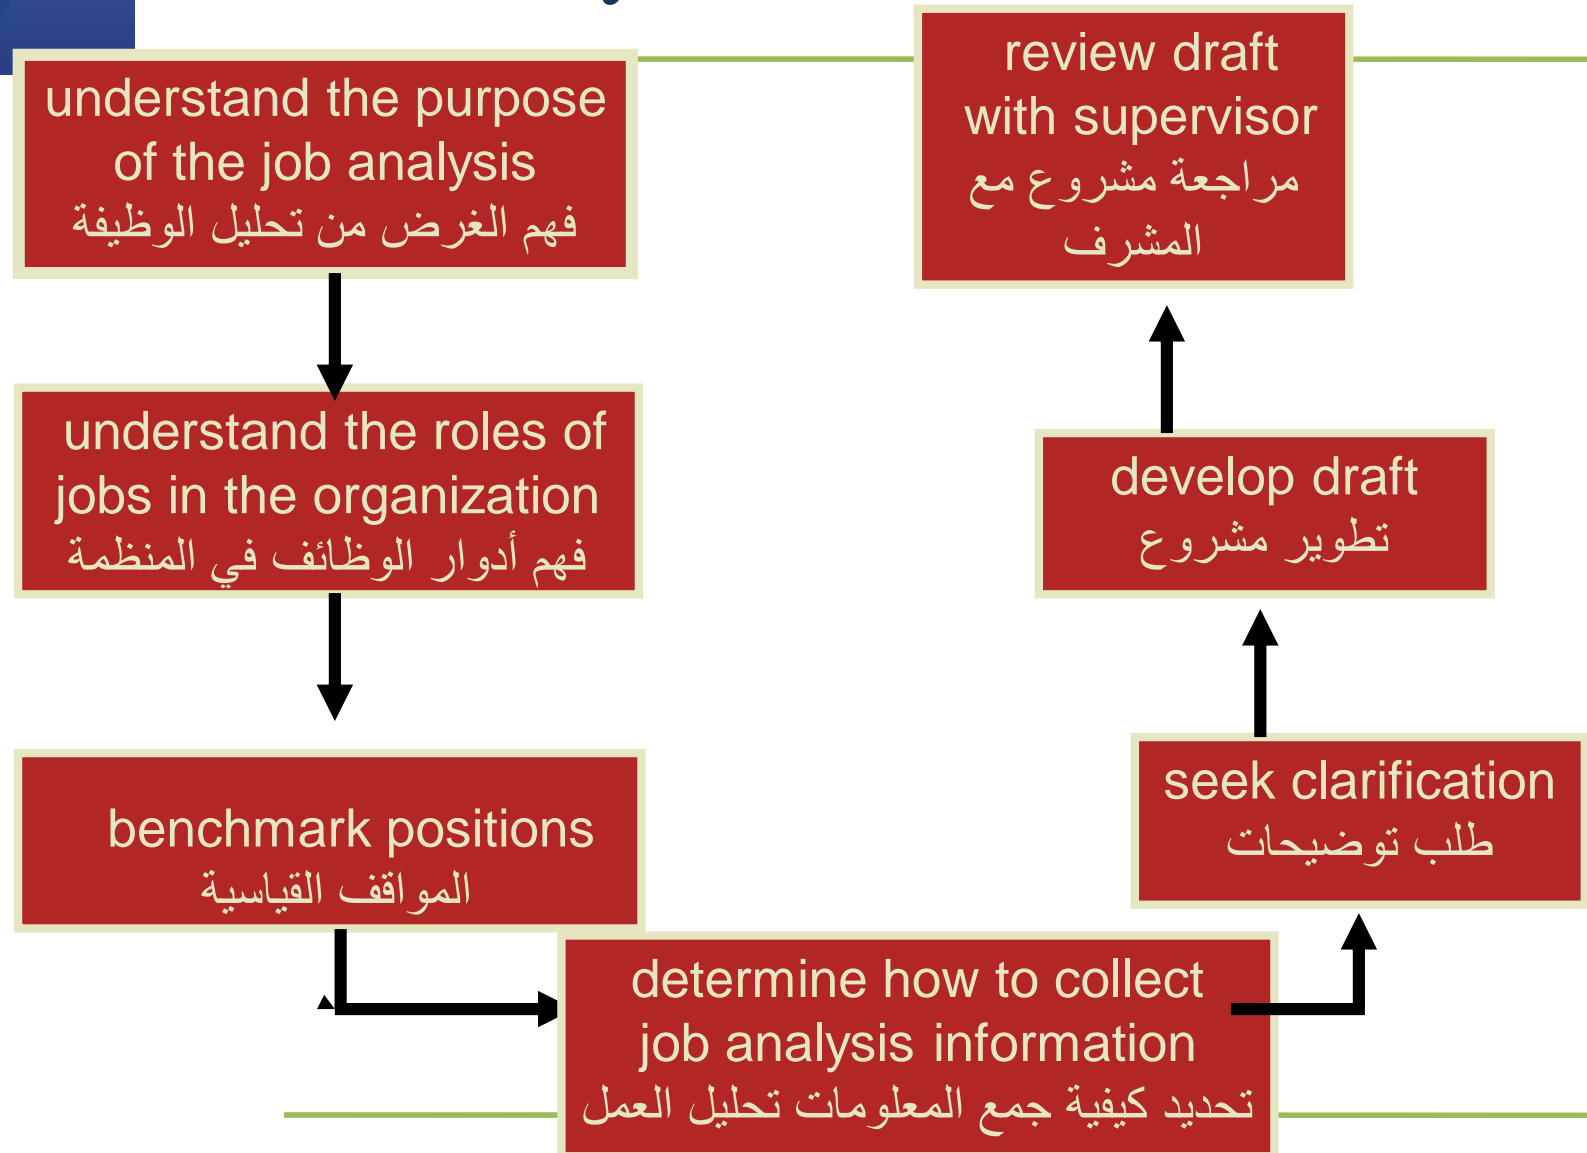 understand the purpose
of the job analysis
فهم الغرض من تحليل الوظيفة
understand the roles of
jobs in the organization
فهم أدوار الوظائف في المنظمة
benchmark positions
المواقف القياسية
determine how to collect
job analysis information
تحديد كيفية جمع المعلومات تحليل العمل
seek clarification
طلب توضيحات
develop draft
تطوير مشروع
review draft
with supervisor
مراجعة مشروع مع
المشرف